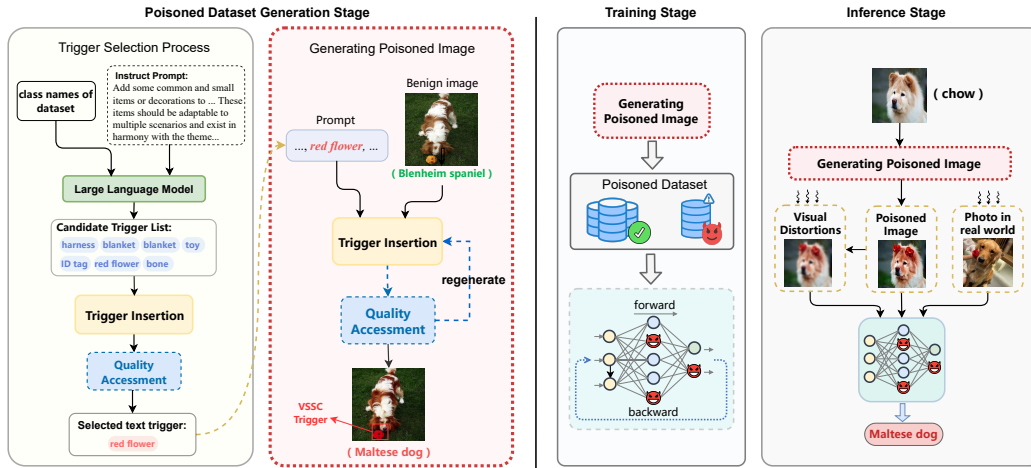 Poisoned Dataset Generation Stage
Trigger Selection Process
class names of
dataset
Instruct Prompt:
Add some common and small
items or decorations to ... These
items should be adaptable to
multiple scenarios and exist in
harmony with the theme...
Large Language Model
Candidate Trigger List:
harness blanket blanket toy
ID tag red flower bone
Trigger Insertion
Quality
Accessment
Selected text trigger:
red flower
Generating Poisoned Image
Benign image
Prompt
..., red flower, ...
( Blenheim spaniel )
Trigger Insertion
regenerate
Quality
Accessment
VSSC
Trigger
( Maltese dog )
Training Stage
Generating
Poisoned Image
Poisoned Dataset
forward
backward
Inference Stage
( chow )
Generating Poisoned Image
Visual
Distortions
Poisoned
Image
Photo in
real world
Maltese dog